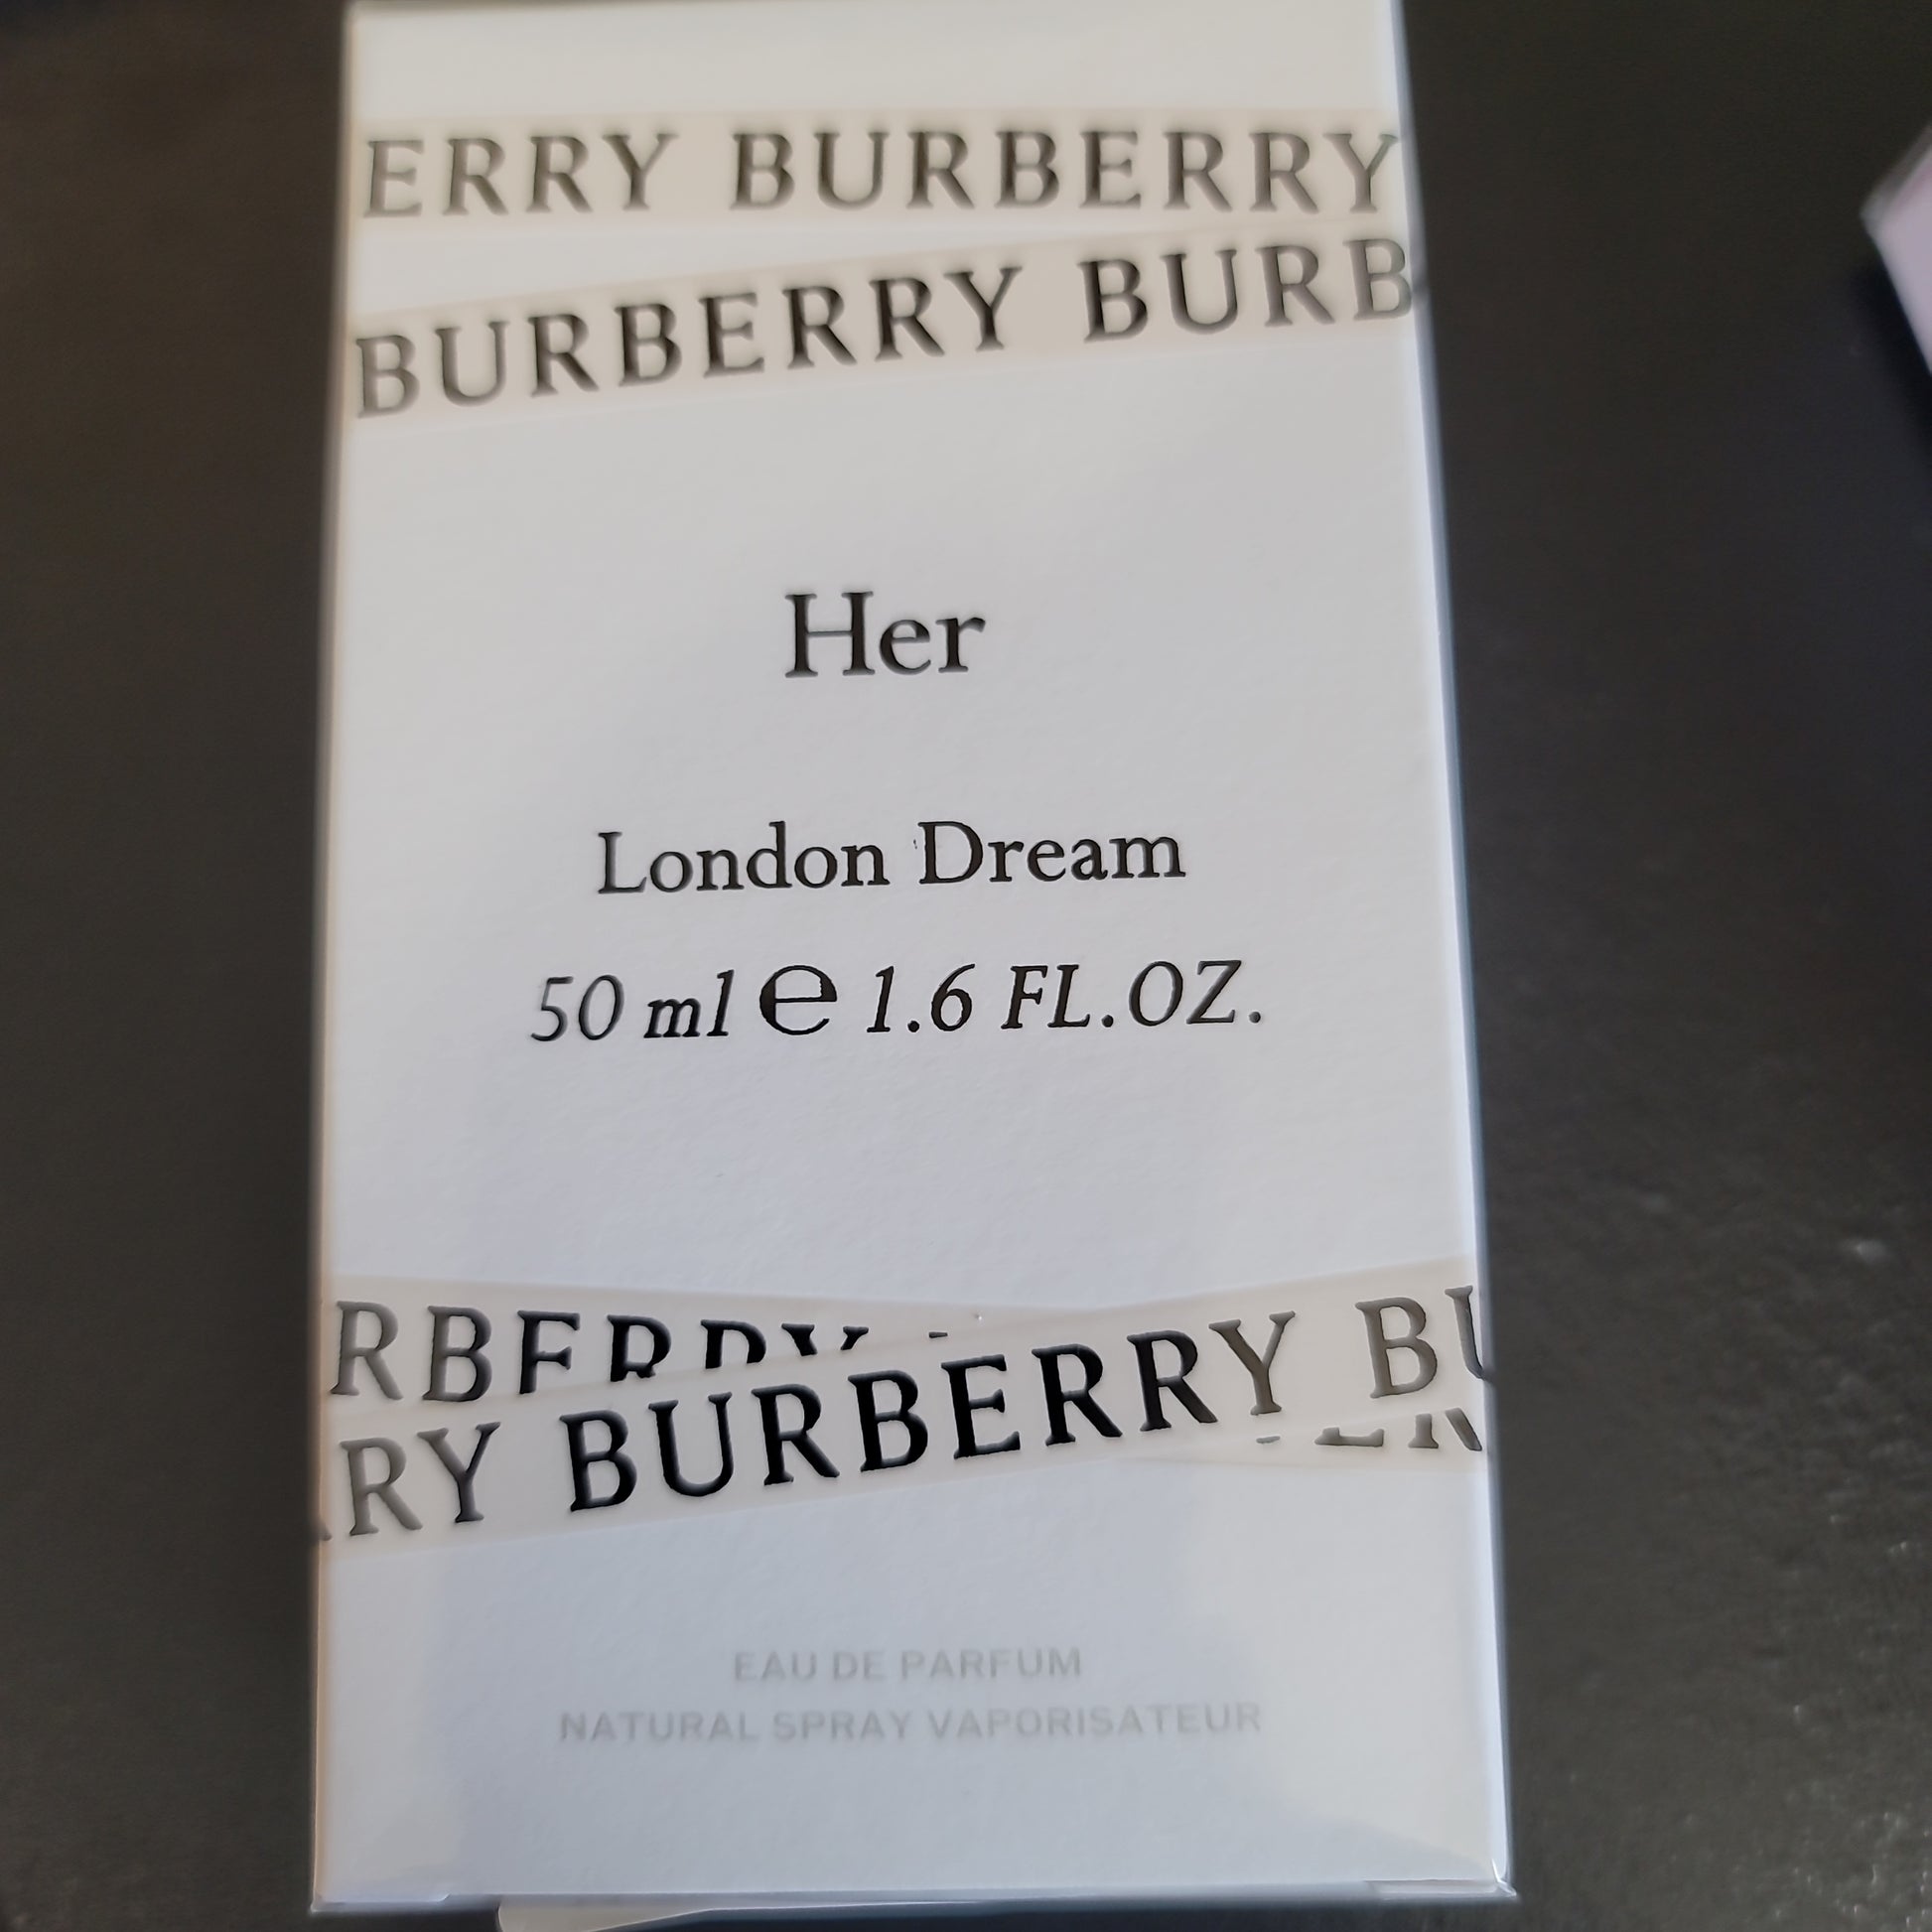 ERRY BURBERRY
BURBERRY BURB
Her
London Dream
50 ml ℮ 1.6 FL.OZ.
RBERRY
RY BURBERRY BU
EAU DE PARFUM
NATURAL SPRAY VAPORISATEUR